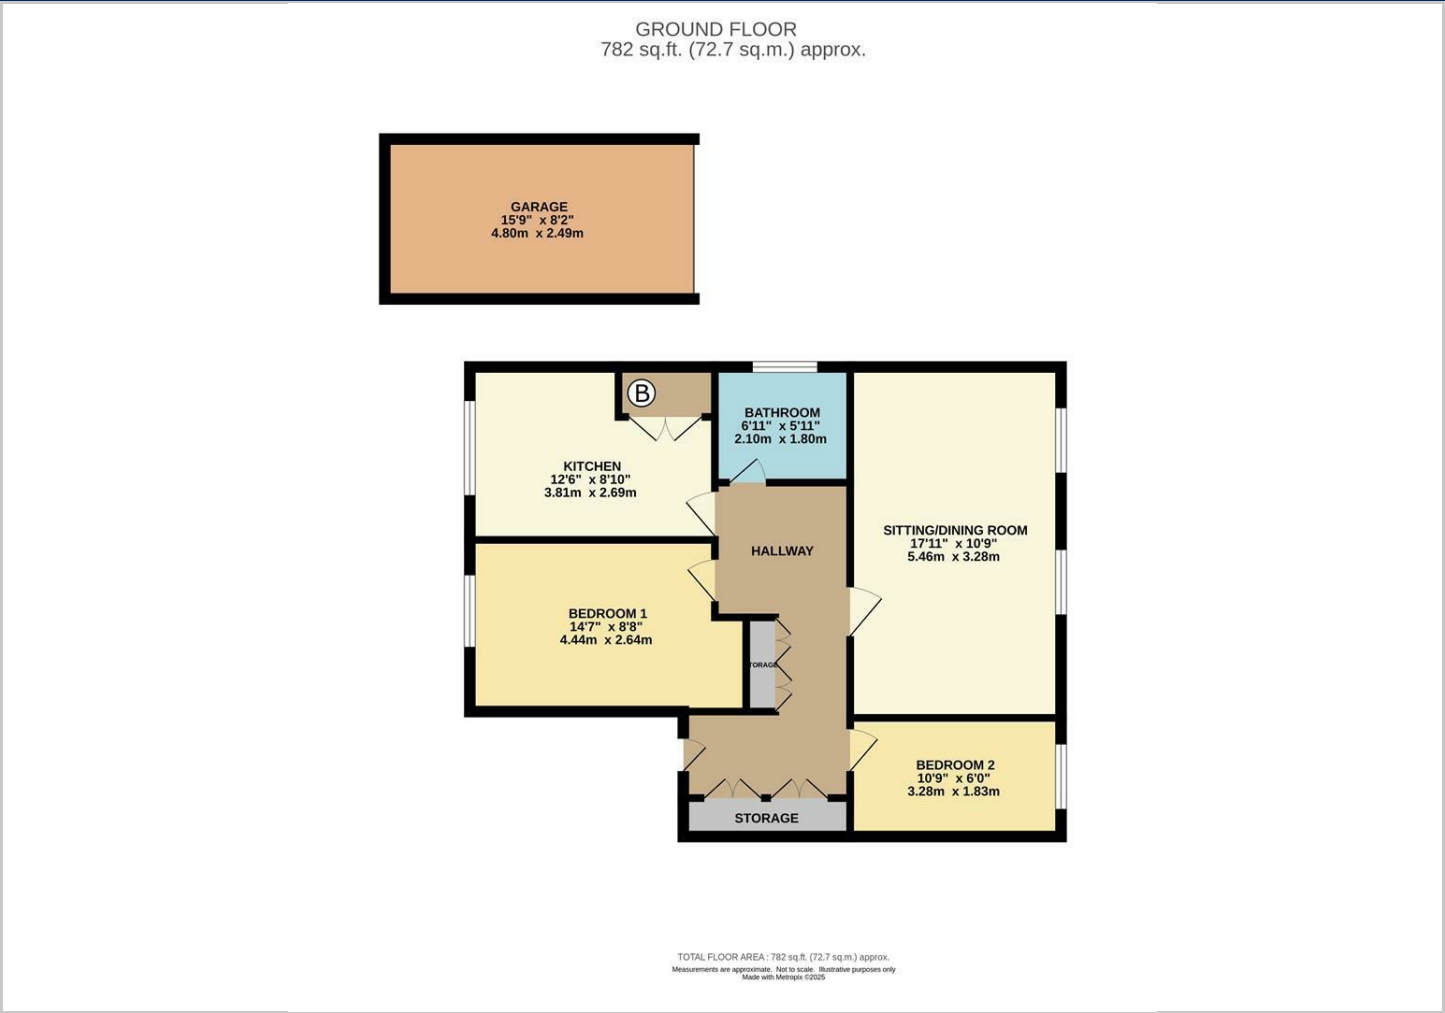 GROUND FLOOR
782 sq.ft. (72.7 sq.m.) approx.
GARAGE
15'9" x 8'2"
4.80m x 2.49m
B
BATHROOM
6'11" x 5'11"
2.10m x 1.80m
KITCHEN
12'6" x 8'10"
3.81m x 2.69m
SITTING/DINING ROOM
17'11" x 10'9"
5.46m x 3.28m
HALLWAY
BEDROOM 1
14'7" x 8'8"
4.44m x 2.64m
STORAGE
BEDROOM 2
10'9" x 6'0"
3.28m x 1.83m
STORAGE
TOTAL FLOOR AREA : 782 sq.ft. (72.7 sq.m.) approx.
Measurements are approximate. Not to scale. Illustrative purposes only
Made with Metropix ©2025